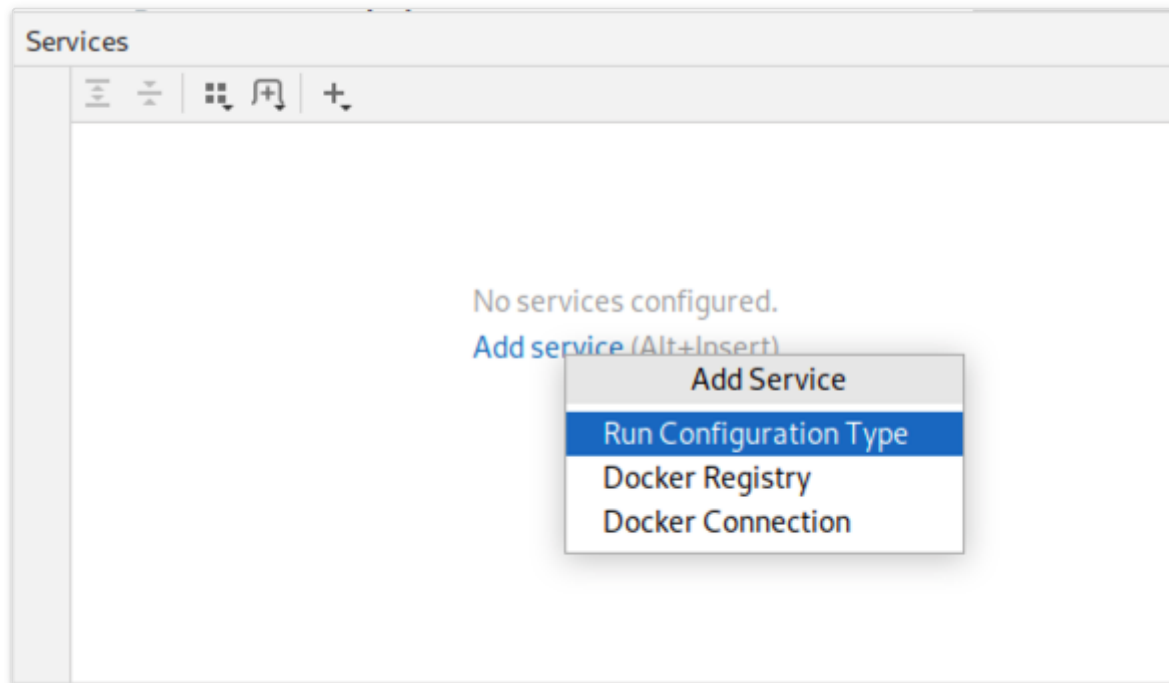 Services
No services configured.
Add service (Alt+Insert)
Add Service
Run Configuration Type
Docker Registry
Docker Connection